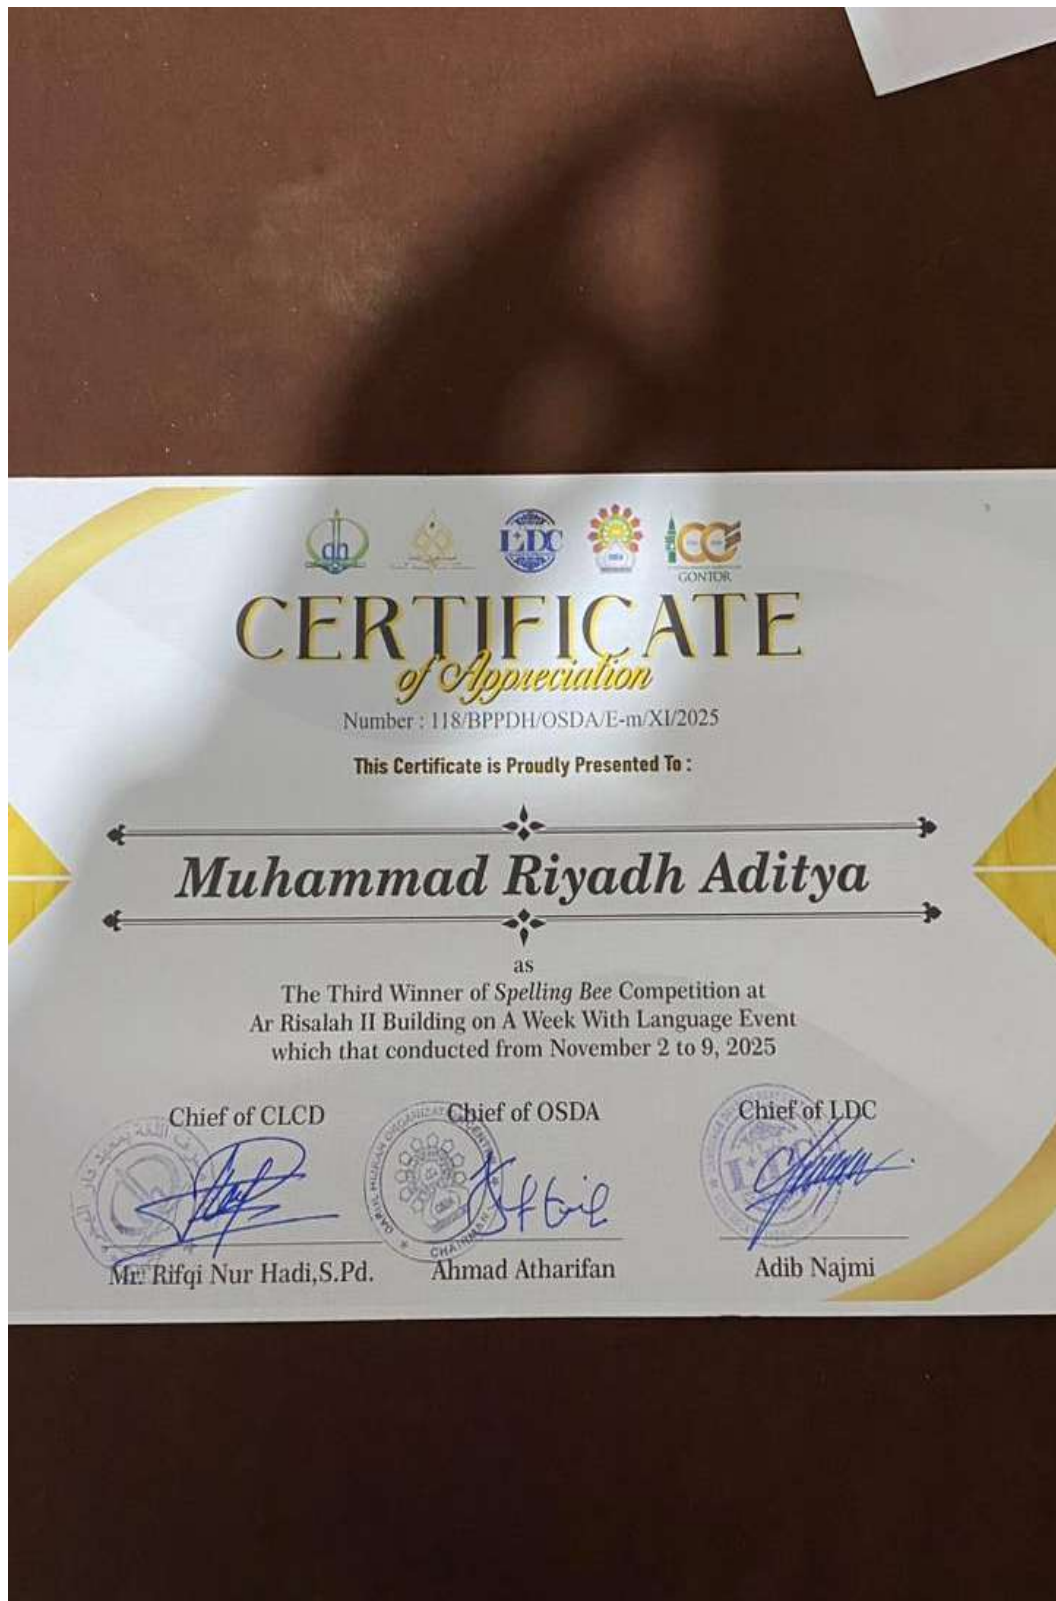 LDC
GONTOR
CERTIFICATE
of Appreciation
Number : 118/BPPDH/OSDA/E-m/XI/2025
This Certificate is Proudly Presented To :
Muhammad Riyadh Aditya
as
The Third Winner of Spelling Bee Competition at
Ar Risalah II Building on A Week With Language Event
which that conducted from November 2 to 9, 2025
Chief of CLCD
Chief of OSDA
Chief of LDC
CHAIRMAN
Mr. Rifqi Nur Hadi,S.Pd.
Ahmad Atharifan
Adib Najmi